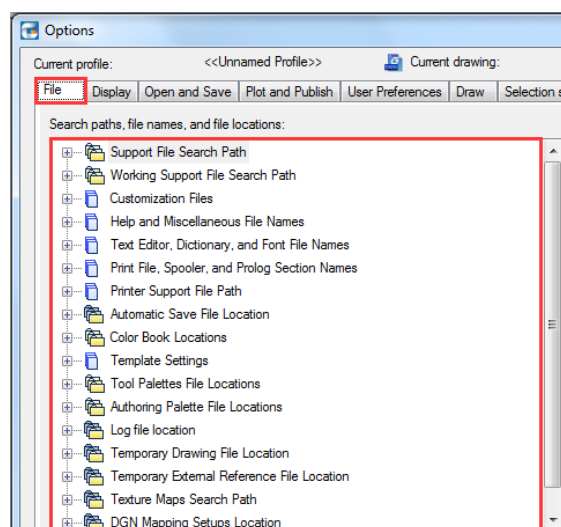 Options
Current profile: <<Unnamed Profile>> Current drawing:
File Display Open and Save Plot and Publish User Preferences Draw Selection s
Search paths, file names, and file locations:
Support File Search Path
Working Support File Search Path
Customization Files
Help and Miscellaneous File Names
Text Editor, Dictionary, and Font File Names
Print File, Spooler, and Prolog Section Names
Printer Support File Path
Automatic Save File Location
Color Book Locations
Template Settings
Tool Palettes File Locations
Authoring Palette File Locations
Log file location
Temporary Drawing File Location
Temporary External Reference File Location
Texture Maps Search Path
DGN Mapping Setups Location